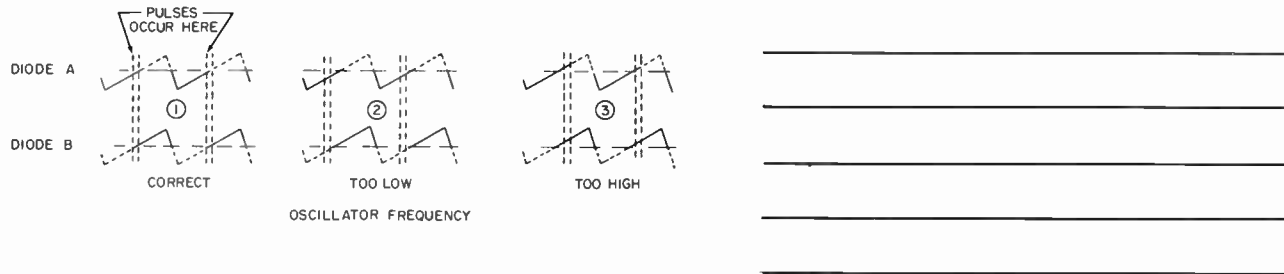 PULSES
OCCUR HERE
DIODE A
① ② ③
DIODE B
CORRECT TOO LOW TOO HIGH
OSCILLATOR FREQUENCY